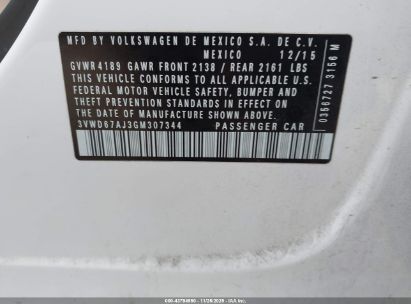 MFD. BY VOLKSWAGEN DE MEXICO S.A. DE C.V.
MEXICO 12/15
GVWR 4189 GAWR FRONT 2138 / REAR 2161 LBS
THIS VEHICLE CONFORMS TO ALL APPLICABLE U.S.
FEDERAL MOTOR VEHICLE SAFETY, BUMPER AND
THEFT PREVENTION STANDARDS IN EFFECT ON
THE DATE OF MANUFACTURE SHOWN ABOVE.
3VWD67AJ3GM307344 PASSENGER CAR
0356727 3156 M